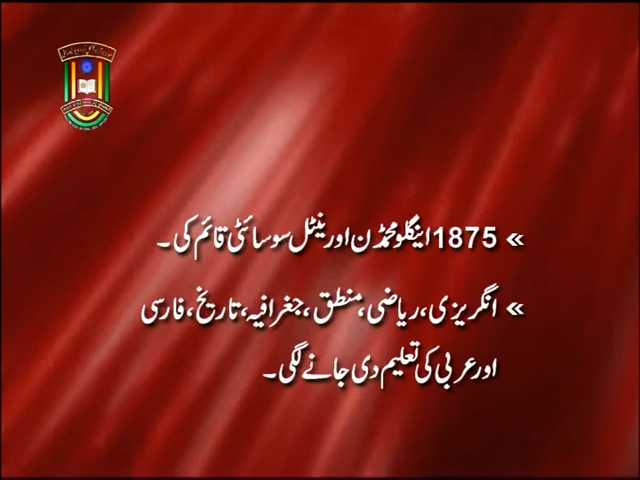 » 1875 اینگلو محمڈن اورینٹل سوسائٹی قائم کی۔
» انگریزی، ریاضی، منطق، جغرافیہ، تاریخ، فارسی
اور عربی کی تعلیم دی جانے لگی۔